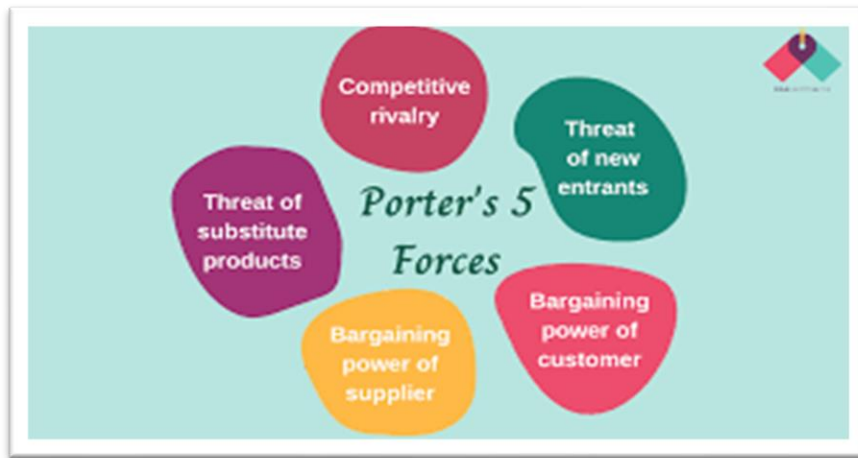 Competitive
rivalry
Threat
of new
entrants
Threat of
substitute
products
Porter's 5
Forces
Bargaining
power of
customer
Bargaining
power of
supplier